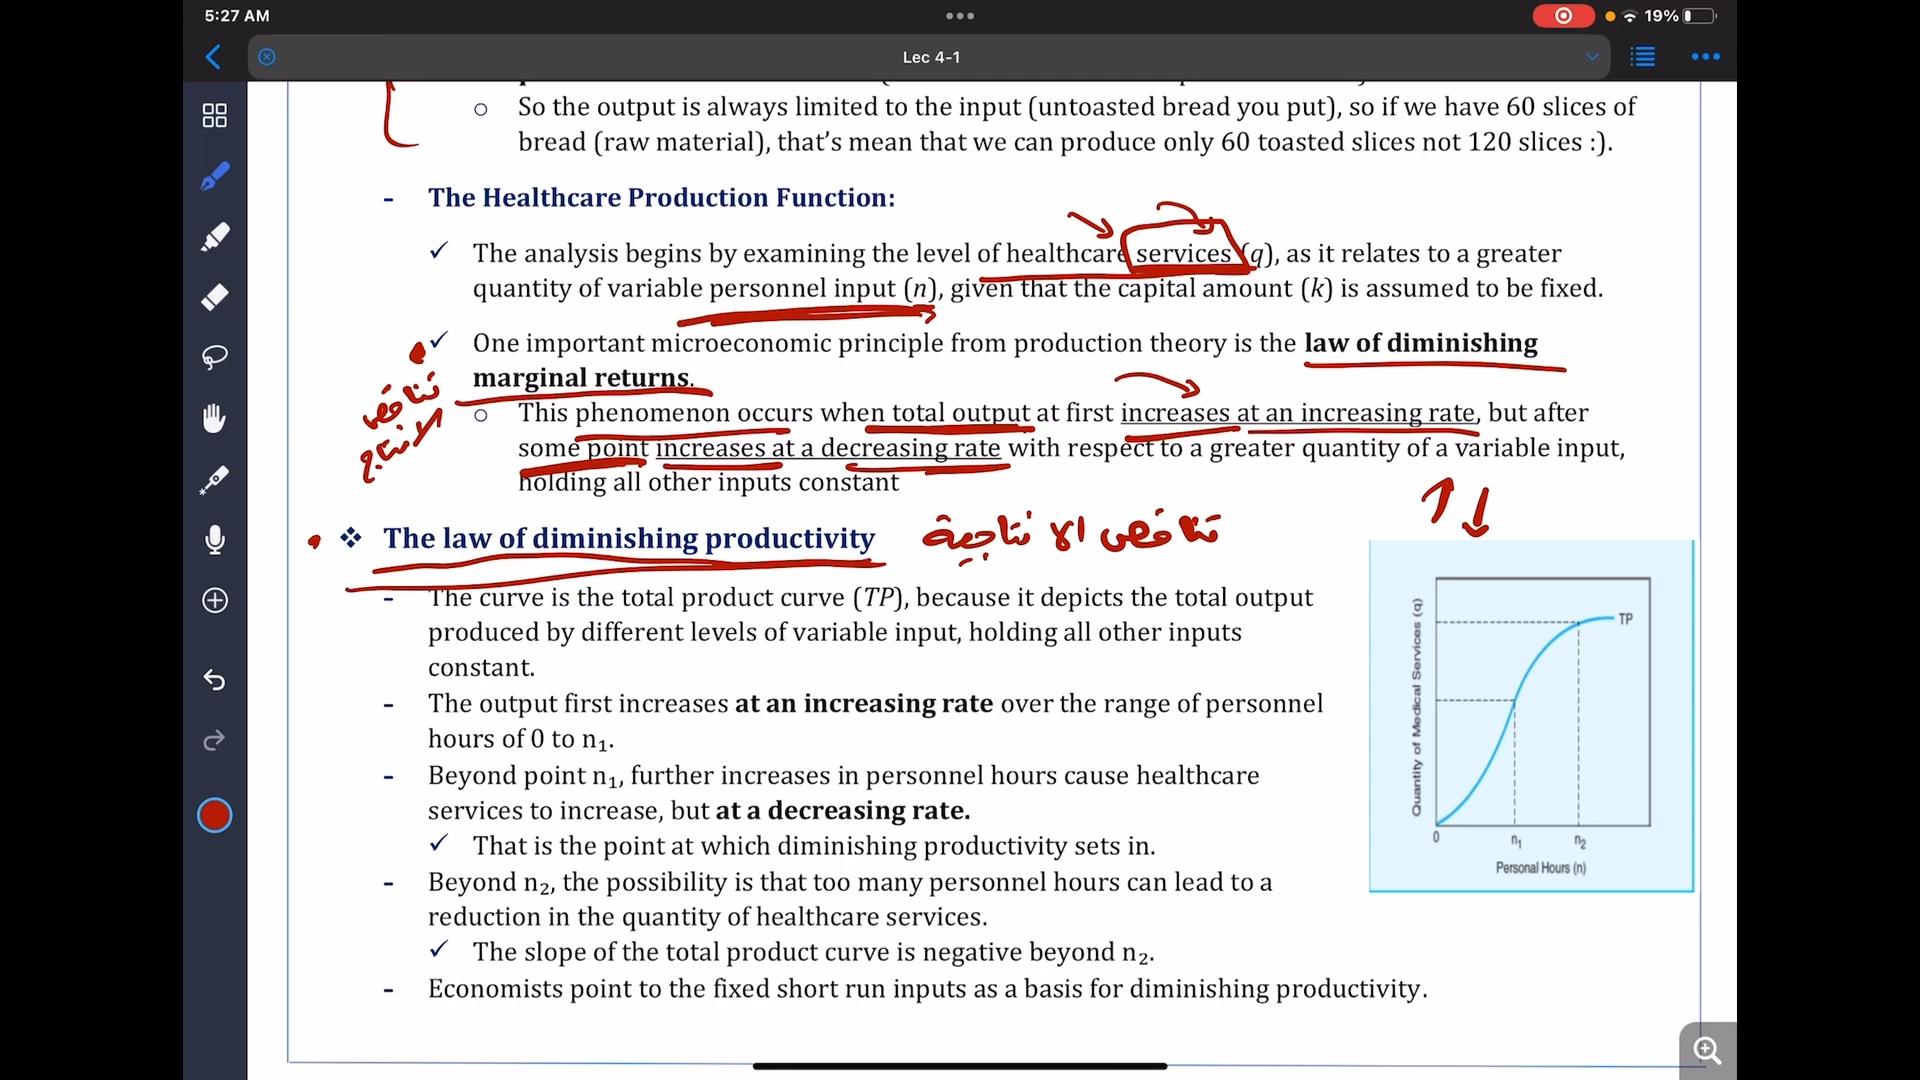 5:27 AM
19%
Lec 4-1
o So the output is always limited to the input (untoasted bread you put), so if we have 60 slices of
bread (raw material), that’s mean that we can produce only 60 toasted slices not 120 slices :).
- The Healthcare Production Function:
✓ The analysis begins by examining the level of healthcare services (q), as it relates to a greater
quantity of variable personnel input (n), given that the capital amount (k) is assumed to be fixed.
✓ One important microeconomic principle from production theory is the law of diminishing
marginal returns.
تناقص
الانتاج
o This phenomenon occurs when total output at first increases at an increasing rate, but after
some point increases at a decreasing rate with respect to a greater quantity of a variable input,
holding all other inputs constant
❖ The law of diminishing productivity تناقص الانتاجية
- The curve is the total product curve (TP), because it depicts the total output
produced by different levels of variable input, holding all other inputs
constant.
- The output first increases at an increasing rate over the range of personnel
hours of 0 to n₁.
- Beyond point n₁, further increases in personnel hours cause healthcare
services to increase, but at a decreasing rate.
✓ That is the point at which diminishing productivity sets in.
- Beyond n₂, the possibility is that too many personnel hours can lead to a
reduction in the quantity of healthcare services.
✓ The slope of the total product curve is negative beyond n₂.
- Economists point to the fixed short run inputs as a basis for diminishing productivity.
Quantity of Medical Services (q)
TP
0 n₁ n₂
Personal Hours (n)